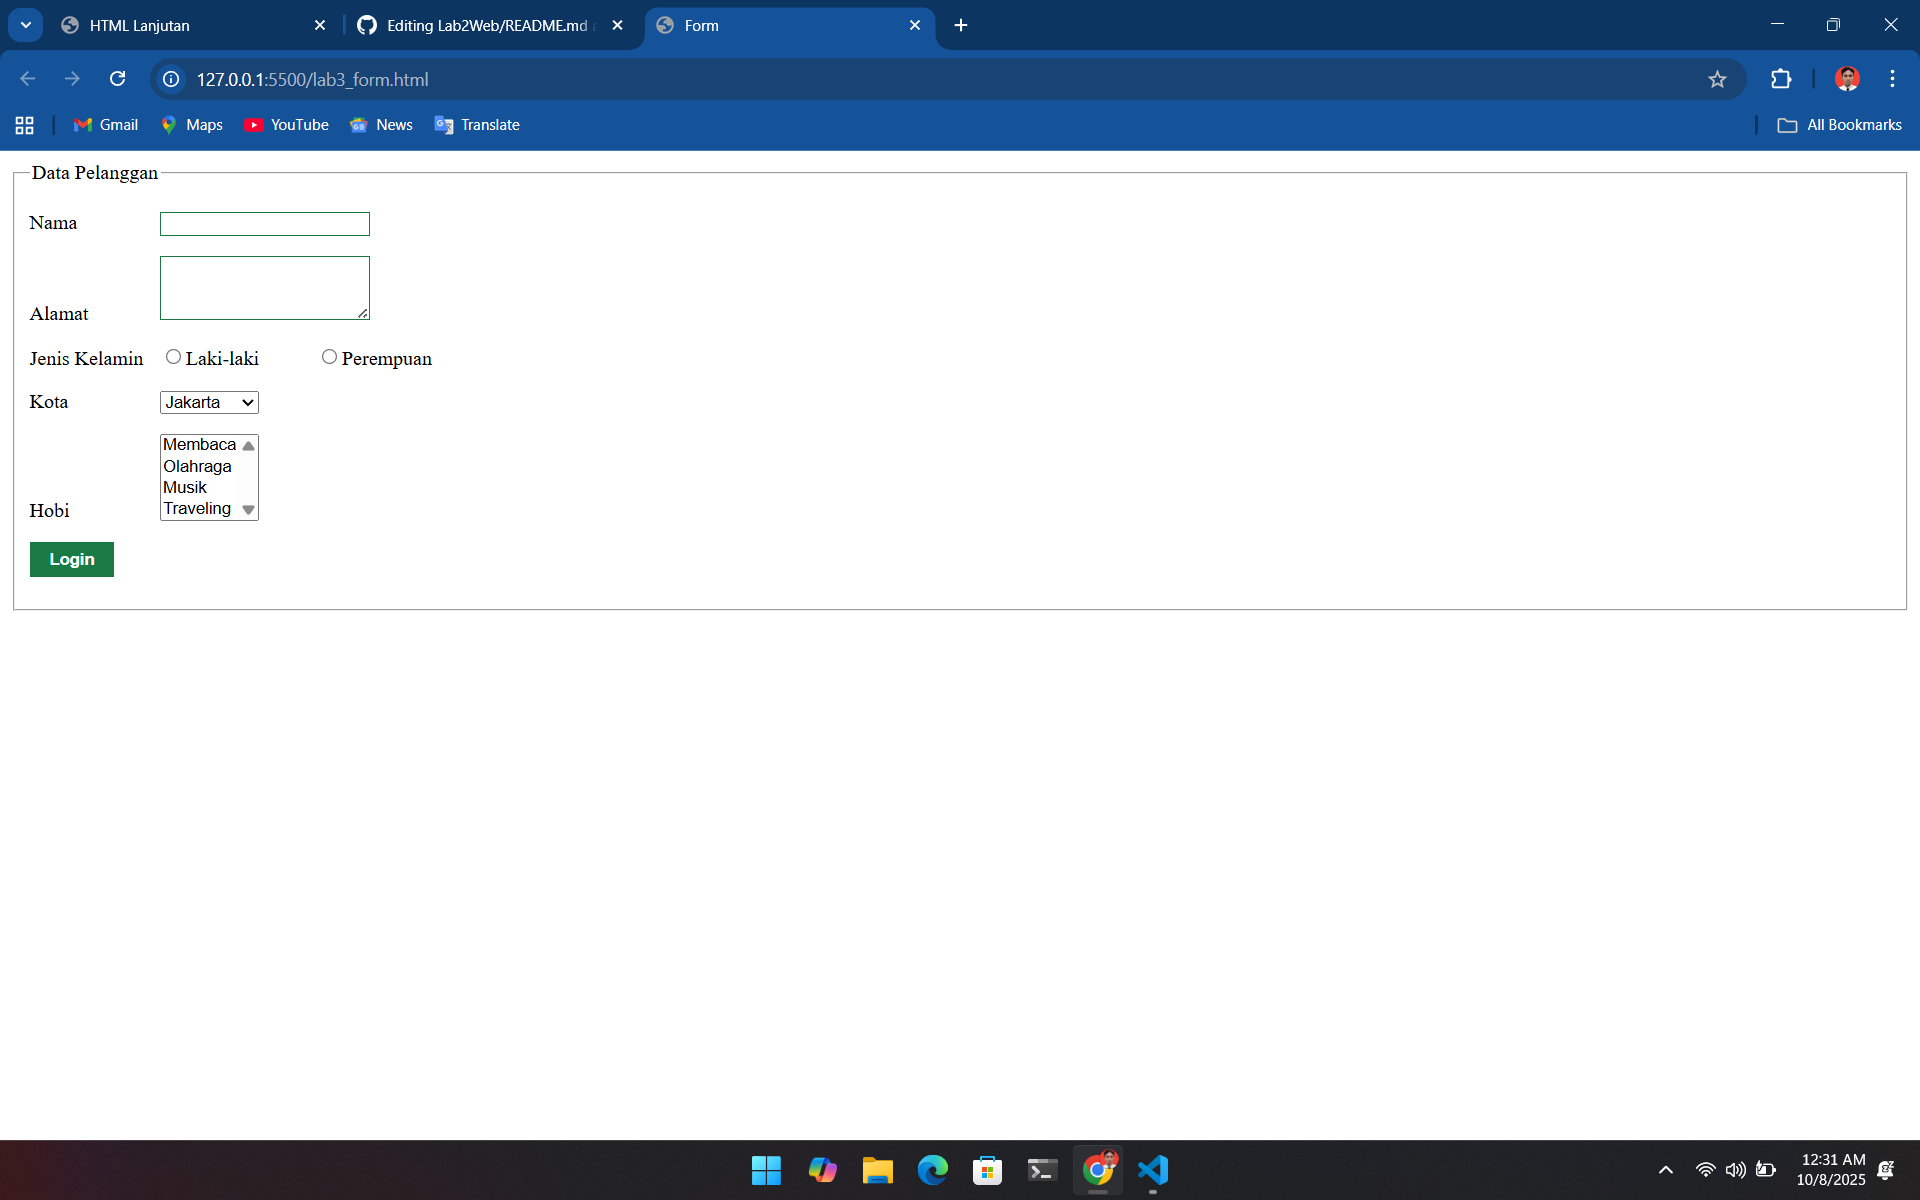 HTML Lanjutan
Editing Lab2Web/README.md a
Form
127.0.0.1:5500/lab3_form.html
Gmail
Maps
YouTube
News
Translate
All Bookmarks
Data Pelanggan
Nama
Alamat
Jenis Kelamin Laki-laki Perempuan
Kota Jakarta
Membaca
Olahraga
Musik
Traveling
Hobi
Login
12:31 AM
10/8/2025